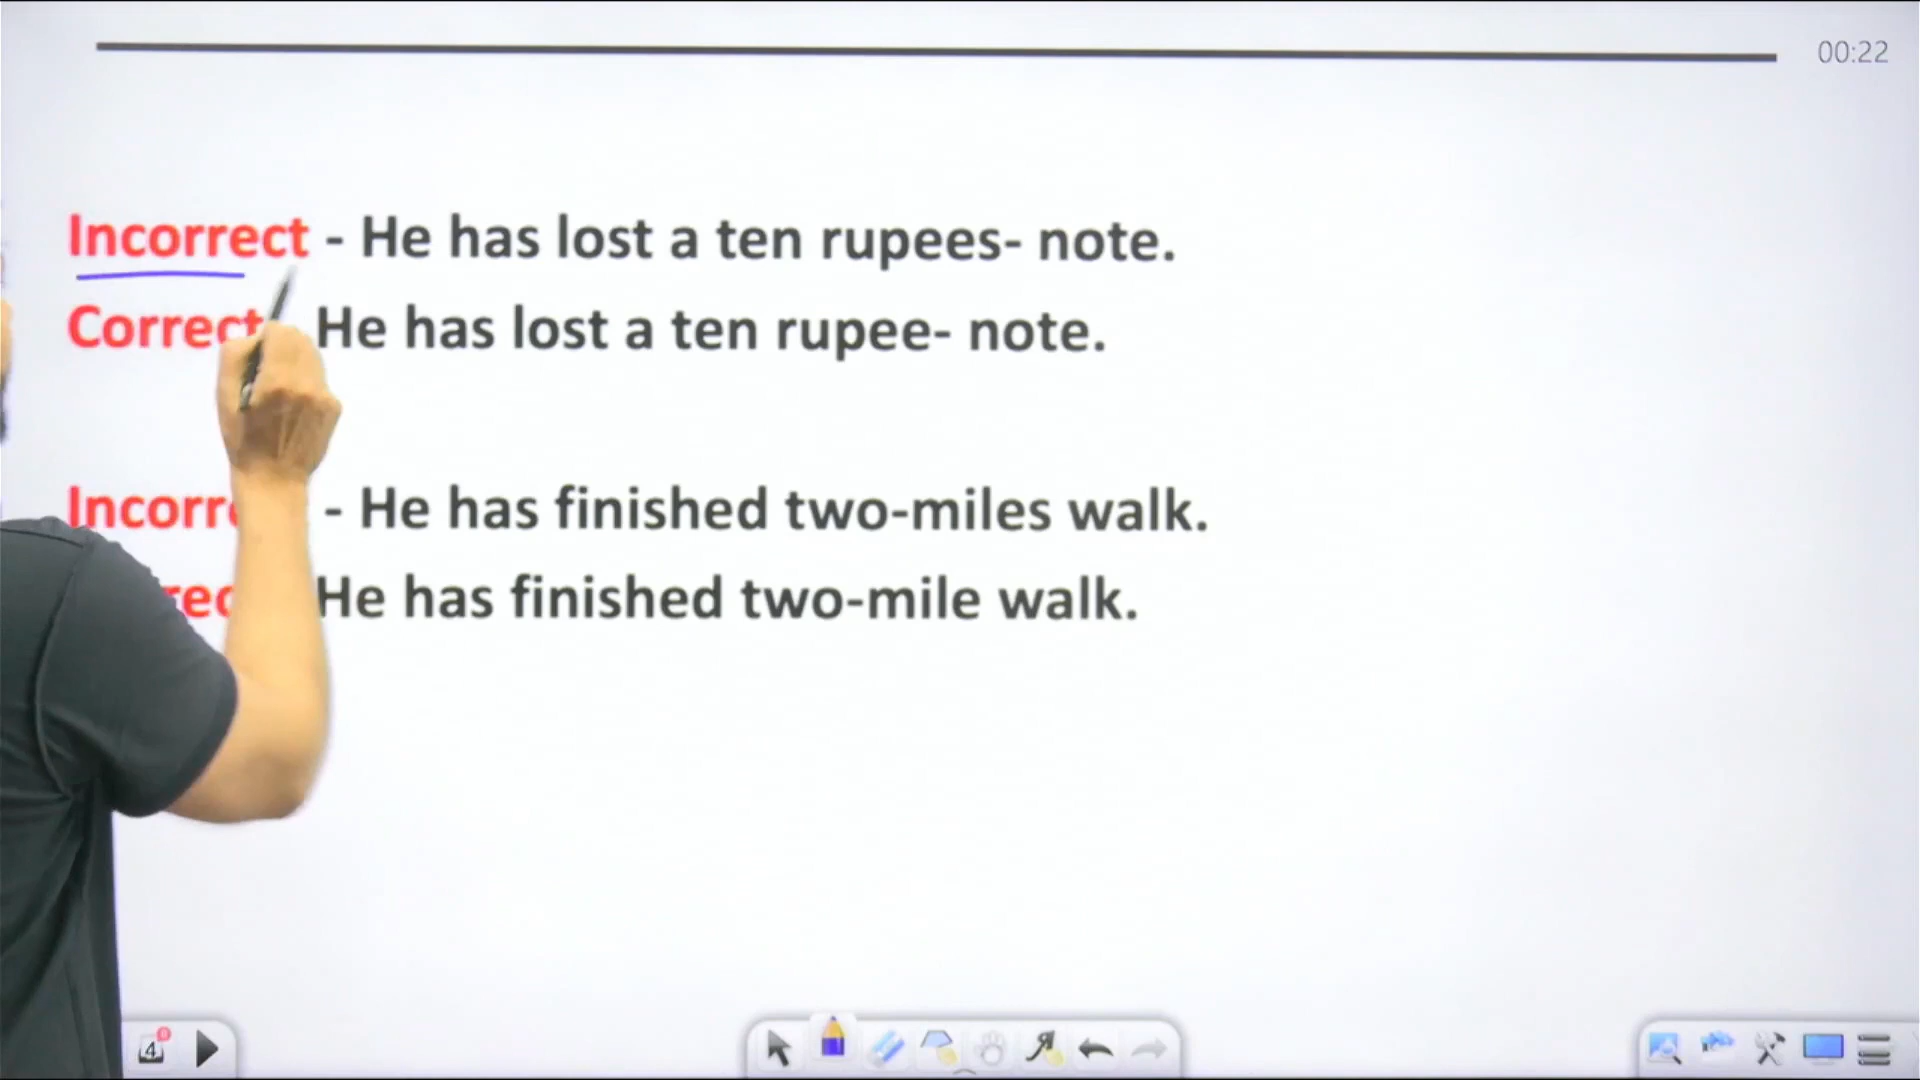 00:22
Incorrect - He has lost a ten rupees- note.
Correct He has lost a ten rupee- note.
- He has finished two-miles walk.
He has finished two-mile walk.
4